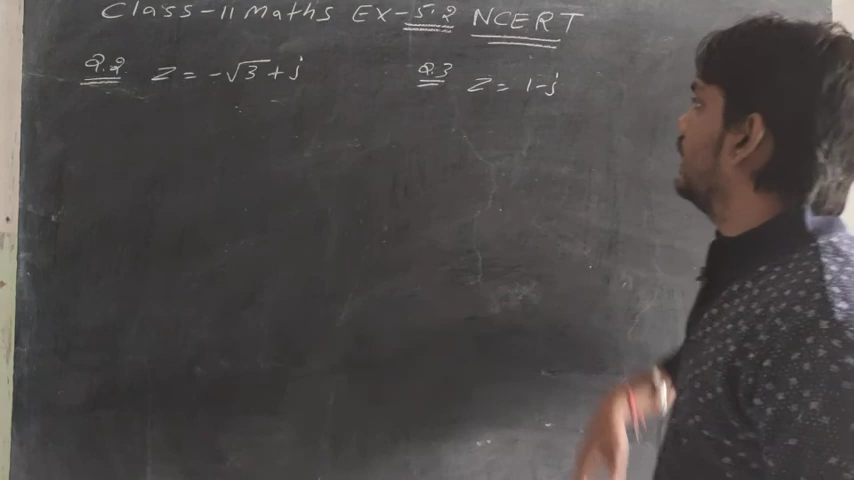 Class-11 Maths Ex-5.2 NCERT
Q.2 Z = -√3 + i
Q.3 Z = 1-i